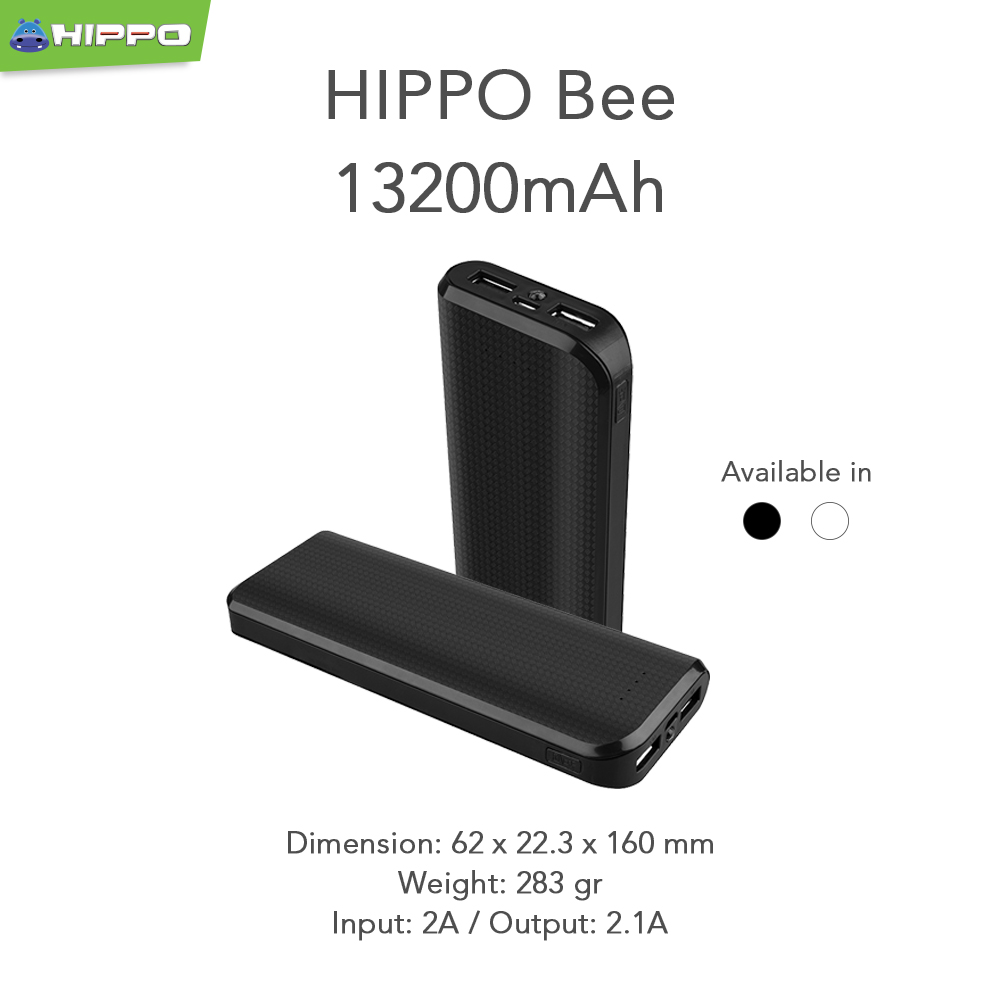 HIPPO
HIPPO Bee
13200mAh
Available in
Dimension: 62 x 22.3 x 160 mm
Weight: 283 gr
Input: 2A / Output: 2.1A